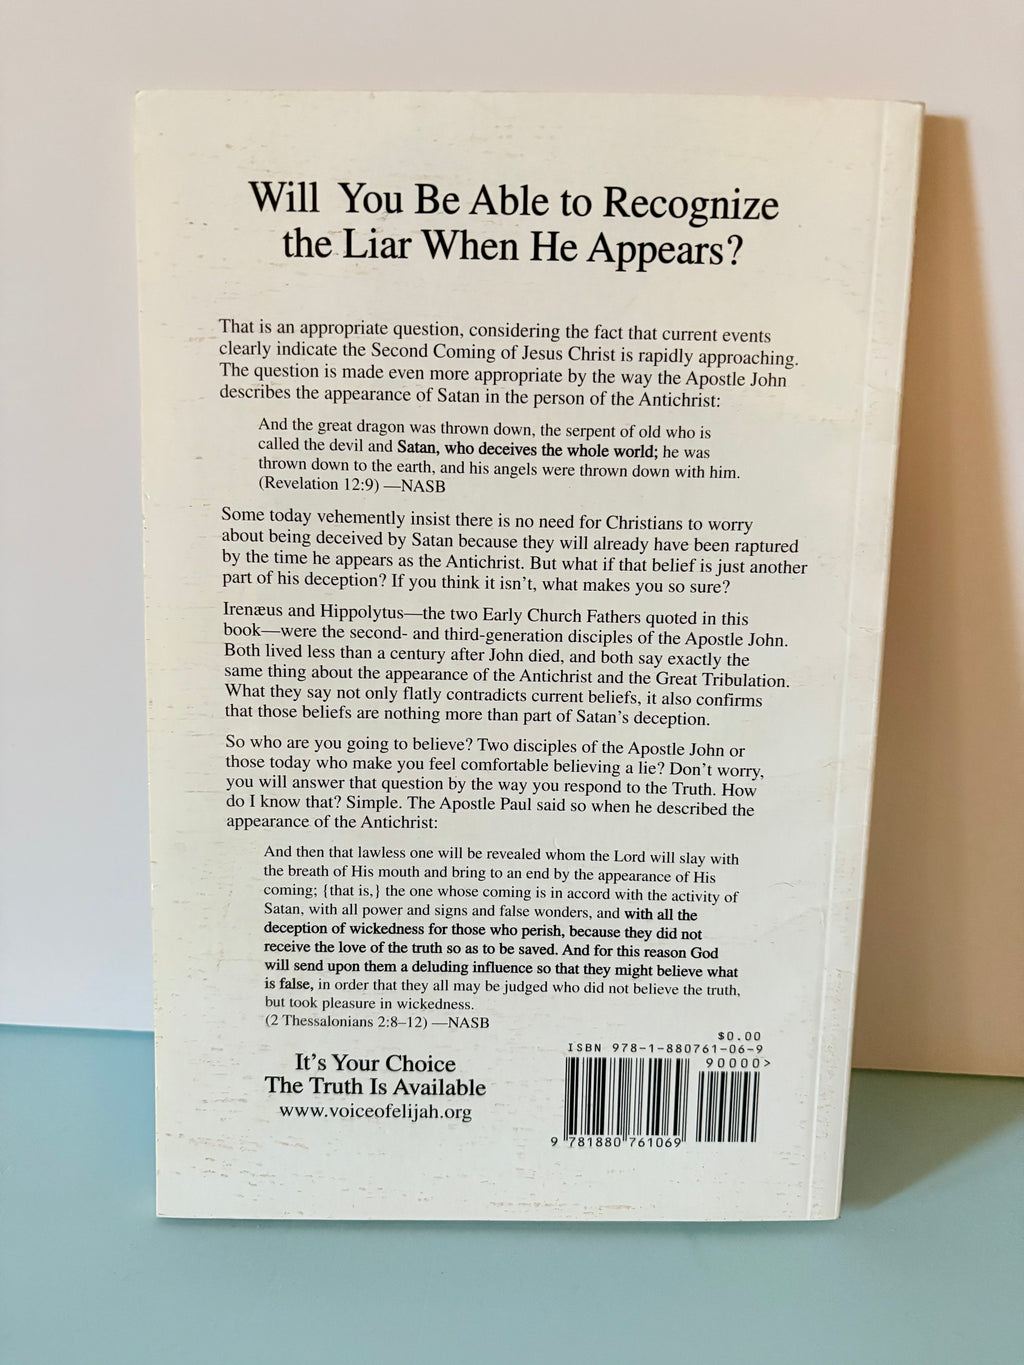 Will You Be Able to Recognize
the Liar When He Appears?
That is an appropriate question, considering the fact that current events
clearly indicate the Second Coming of Jesus Christ is rapidly approaching.
The question is made even more appropriate by the way the Apostle John
describes the appearance of Satan in the person of the Antichrist:
And the great dragon was thrown down, the serpent of old who is
called the devil and Satan, who deceives the whole world; he was
thrown down to the earth, and his angels were thrown down with him.
(Revelation 12:9) —NASB
Some today vehemently insist there is no need for Christians to worry
about being deceived by Satan because they will already have been raptured
by the time he appears as the Antichrist. But what if that belief is just another
part of his deception? If you think it isn't, what makes you so sure?
Irenæus and Hippolytus—the two Early Church Fathers quoted in this
book—were the second- and third-generation disciples of the Apostle John.
Both lived less than a century after John died, and both say exactly the
same thing about the appearance of the Antichrist and the Great Tribulation.
What they say not only flatly contradicts current beliefs, it also confirms
that those beliefs are nothing more than part of Satan's deception.
So who are you going to believe? Two disciples of the Apostle John or
those today who make you feel comfortable believing a lie? Don't worry,
you will answer that question by the way you respond to the Truth. How
do I know that? Simple. The Apostle Paul said so when he described the
appearance of the Antichrist:
And then that lawless one will be revealed whom the Lord will slay with
the breath of His mouth and bring to an end by the appearance of His
coming; {that is,} the one whose coming is in accord with the activity of
Satan, with all power and signs and false wonders, and with all the
deception of wickedness for those who perish, because they did not
receive the love of the truth so as to be saved. And for this reason God
will send upon them a deluding influence so that they might believe what
is false, in order that they all may be judged who did not believe the truth,
but took pleasure in wickedness.
(2 Thessalonians 2:8–12) —NASB
It's Your Choice
The Truth Is Available
www.voiceofelijah.org
$0.00
ISBN 978-1-880761-06-9
90000>
9 781880 761069